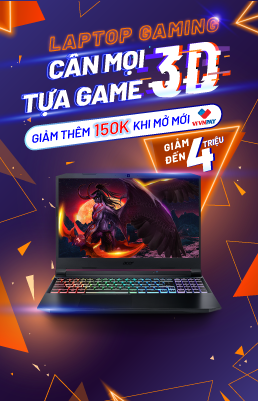 LAPTOP GAMING
CÂN MỌI
TỰA GAME 3D
GIẢM THÊM 150K KHI MỞ MỚI VNPAY
GIẢM
ĐẾN 4 TRIỆU